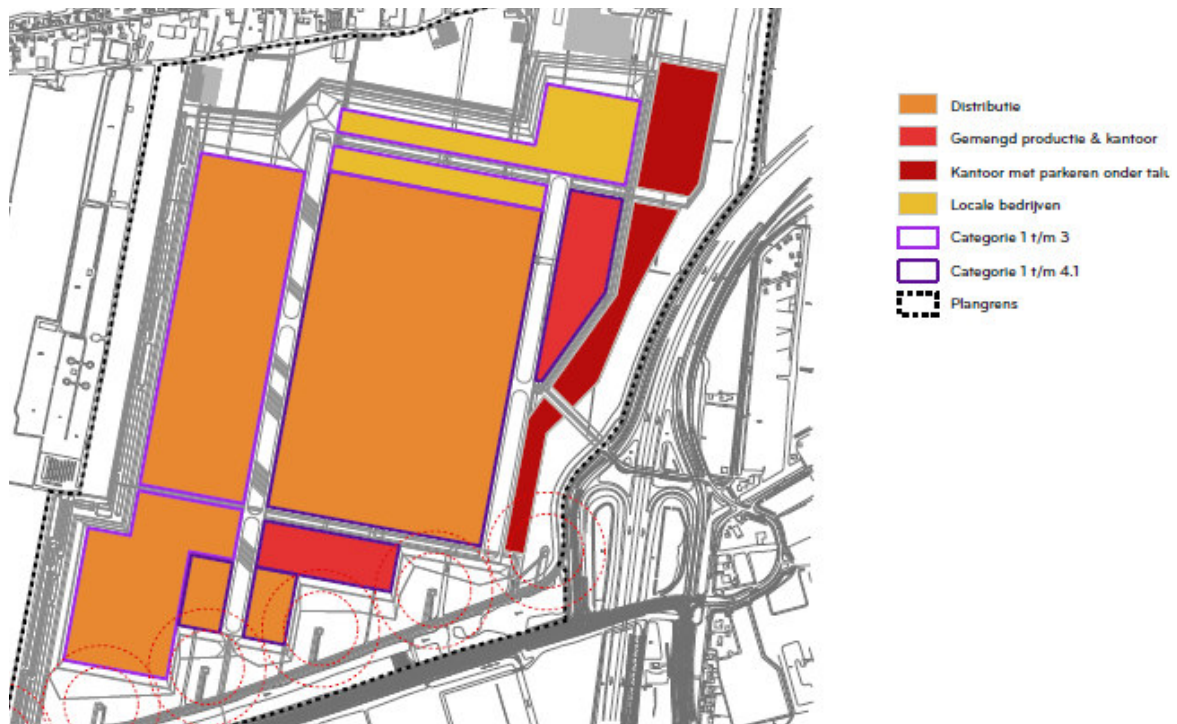 Distributie
Gemengd productie & kantoor
Kantoor met parkeren onder talu
Locale bedrijven
Categorie 1 t/m 3
Categorie 1 t/m 4.1
Plangrens